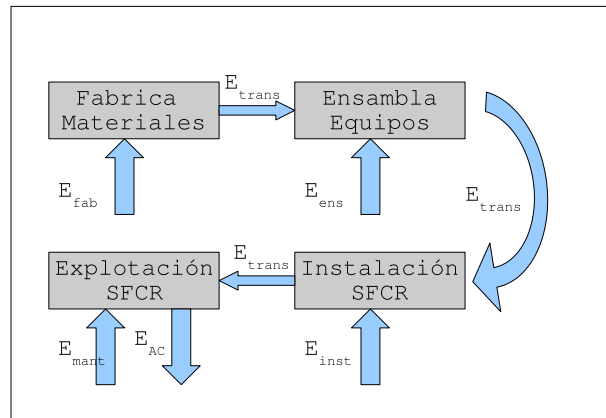 E_trans
Fabrica
Materiales
Ensambla
Equipos
E_fab
E_ens
E_trans
E_trans
Explotación
SFCR
Instalación
SFCR
E_mant
E_AC
E_inst